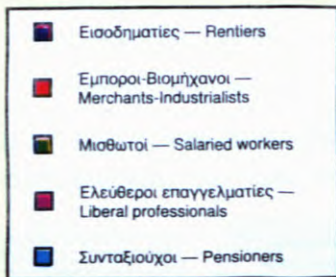 Εισοδηματίες — Rentiers
Έμποροι-Βιομήχανοι —
Merchants-Industrialists
Μισθωτοί — Salaried workers
Ελεύθεροι επαγγελματίες —
Liberal professionals
Συνταξιούχοι — Pensioners